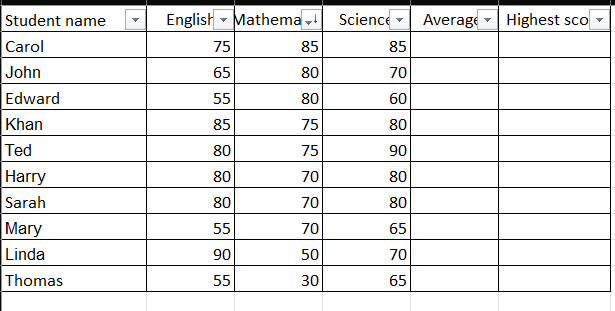 Student name English Mathema Science Average Highest sco
Carol 75 85 85
John 65 80 70
Edward 55 80 60
Khan 85 75 80
Ted 80 75 90
Harry 80 70 80
Sarah 80 70 80
Mary 55 70 65
Linda 90 50 70
Thomas 55 30 65